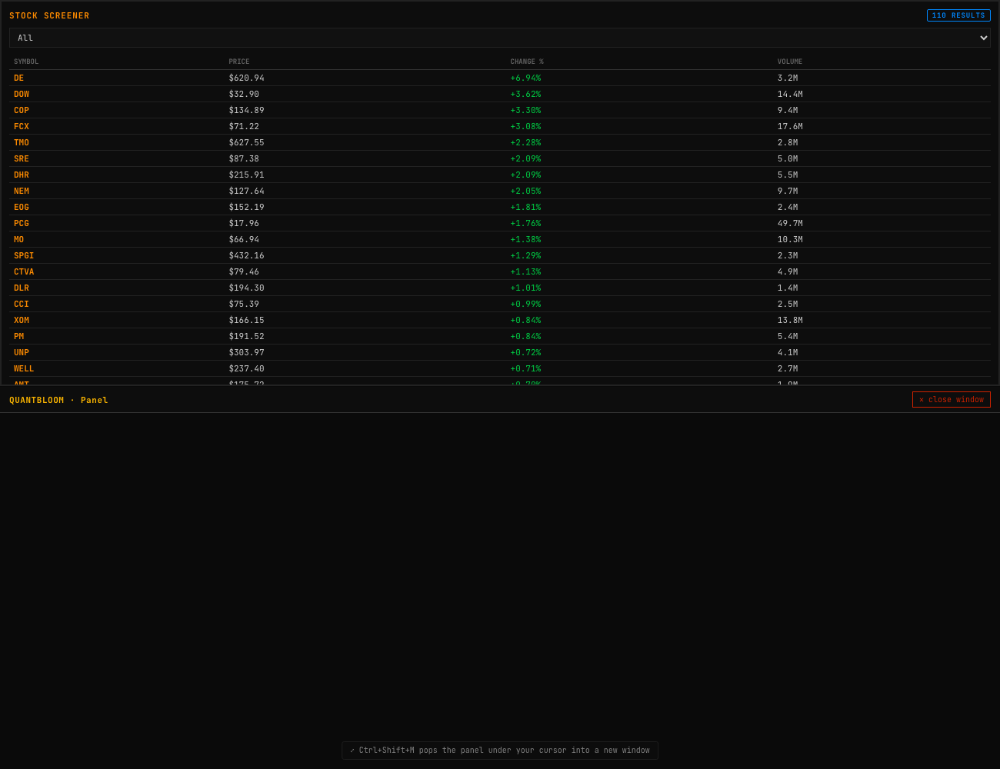 STOCK SCREENER 110 RESULTS
All
SYMBOL PRICE CHANGE % VOLUME
DE $620.94 +6.94% 3.2M
DOW $32.90 +3.62% 14.4M
COP $134.89 +3.30% 9.4M
FCX $71.22 +3.08% 17.6M
TMO $627.55 +2.28% 2.8M
SRE $87.38 +2.09% 5.0M
DHR $215.91 +2.09% 5.5M
NEM $127.64 +2.05% 9.7M
EOG $152.19 +1.81% 2.4M
PCG $17.96 +1.76% 49.7M
MO $66.94 +1.38% 10.3M
SPGI $432.16 +1.29% 2.3M
CTVA $79.46 +1.13% 4.9M
DLR $194.30 +1.01% 1.4M
CCI $75.39 +0.99% 2.5M
XOM $166.15 +0.84% 13.8M
PM $191.52 +0.84% 5.4M
UNP $303.97 +0.72% 4.1M
WELL $237.40 +0.71% 2.7M
AMT
QUANTBLOOM · Panel × close window
⤢ Ctrl+Shift+M pops the panel under your cursor into a new window